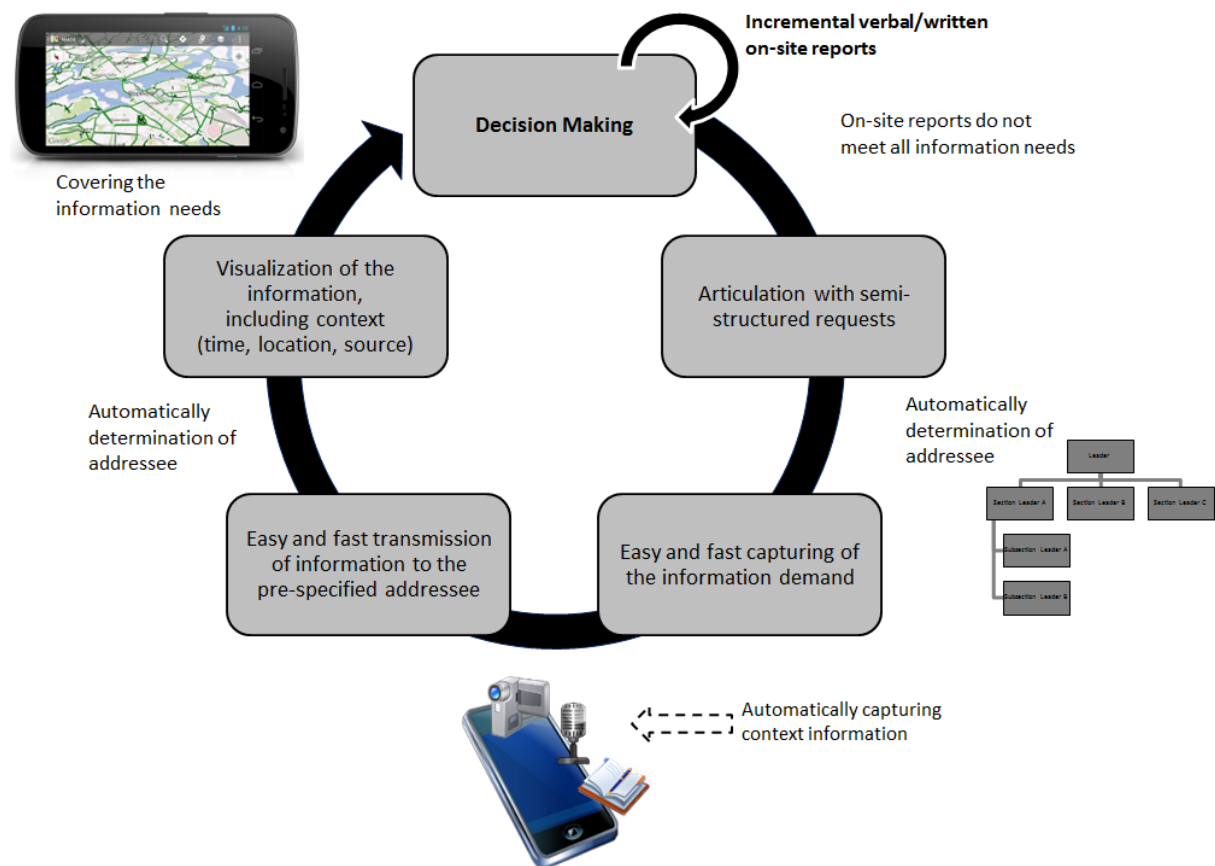 Incremental verbal/written
on-site reports
Decision Making
On-site reports do not
meet all information needs
Covering the
information needs
Visualization of the
information,
including context
(time, location, source)
Articulation with semi-
structured requests
Automatically
determination of
addressee
Automatically
determination of
addressee
Leader
Section Leader A
Section Leader B
Section Leader C
Subsection Leader A
Subsection Leader B
Easy and fast transmission
of information to the
pre-specified addressee
Easy and fast capturing of
the information demand
Automatically capturing
context information